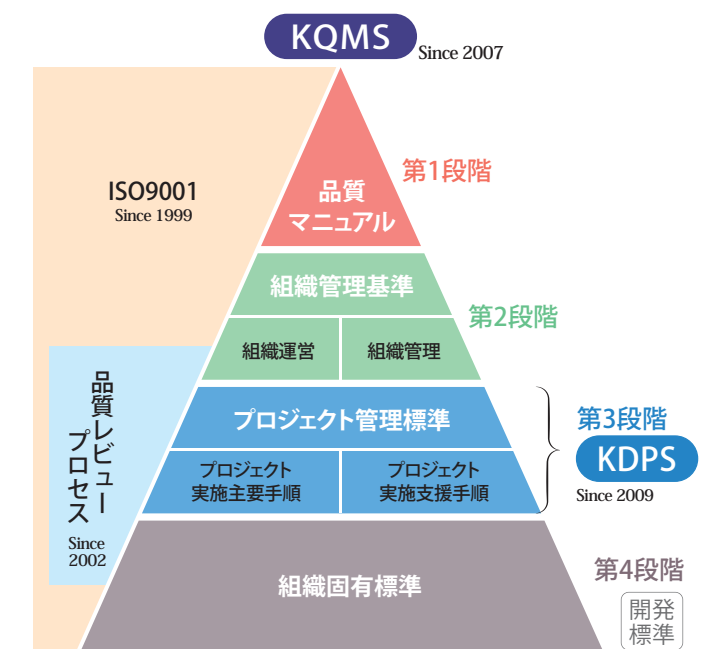 KQMS
Since 2007
ISO9001
Since 1999
第1段階
品質
マニュアル
組織管理基準
第2段階
組織運営
組織管理
品質レビュー
プロセス
Since
2002
プロジェクト管理標準
第3段階
KDPS
Since 2009
プロジェクト
実施主要手順
プロジェクト
実施支援手順
組織固有標準
第4段階
開発
標準